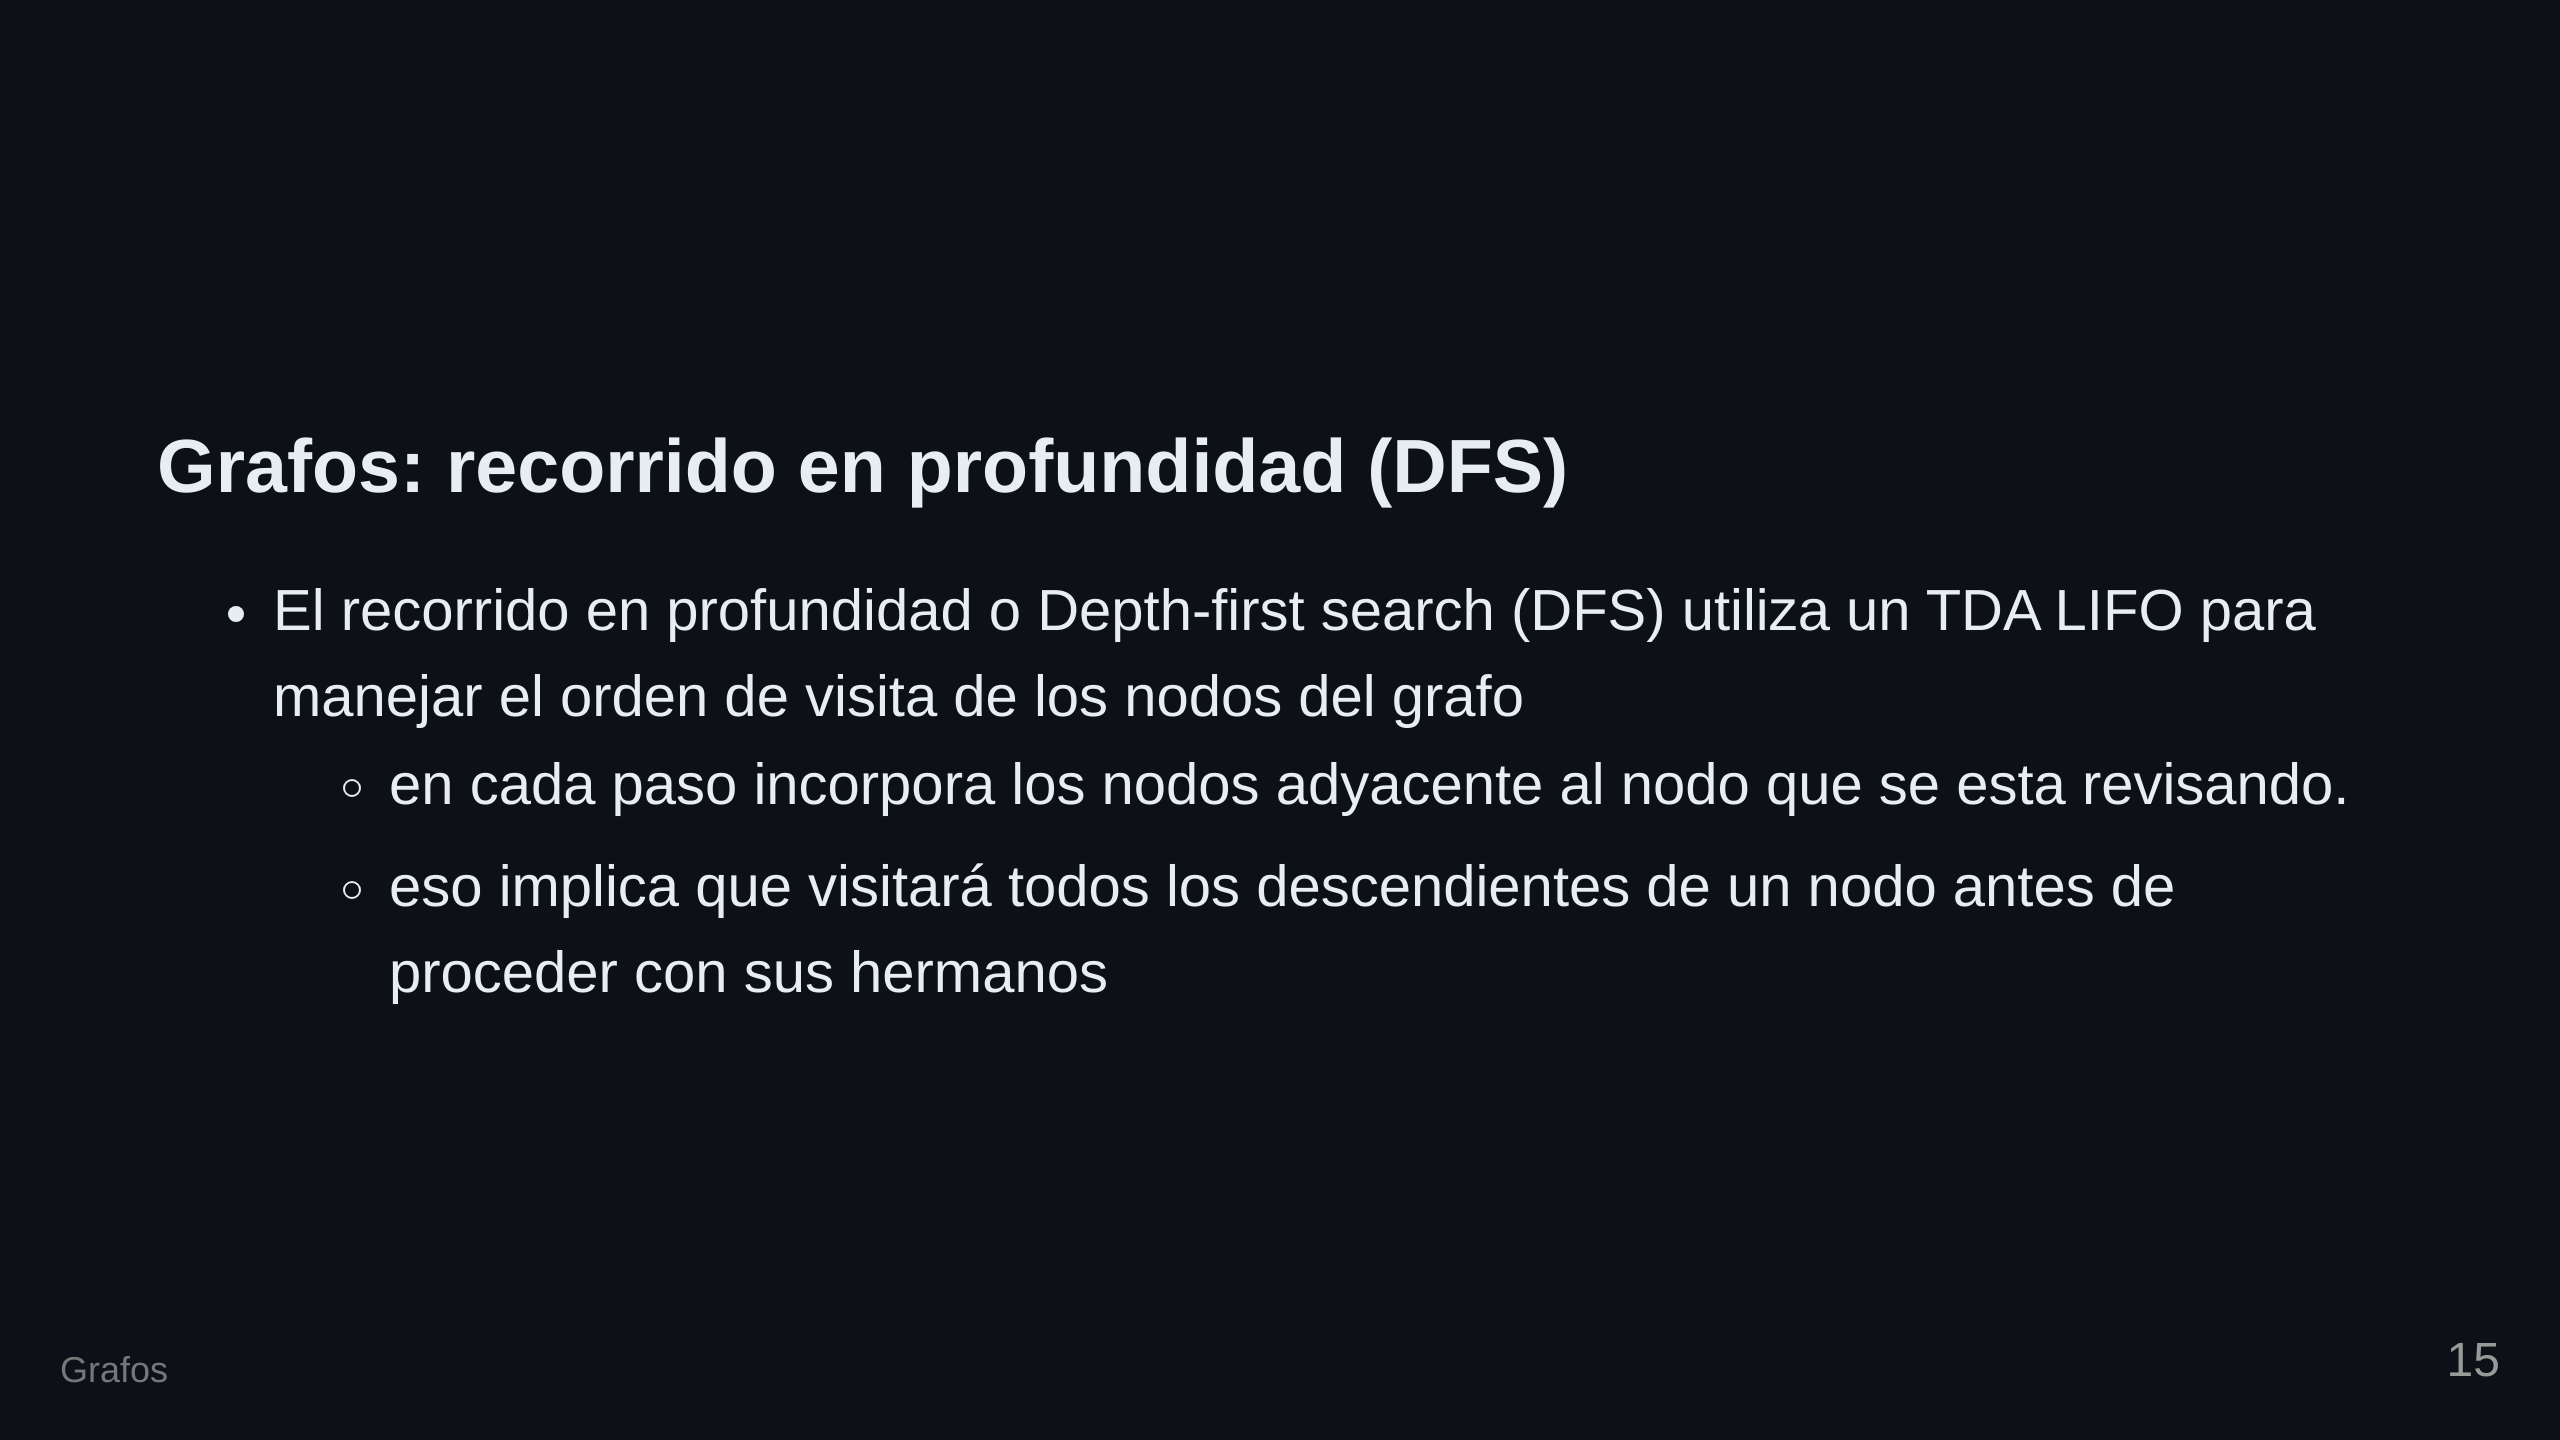 Grafos: recorrido en profundidad (DFS)
• El recorrido en profundidad o Depth-first search (DFS) utiliza un TDA LIFO para
manejar el orden de visita de los nodos del grafo
◦ en cada paso incorpora los nodos adyacente al nodo que se esta revisando.
◦ eso implica que visitará todos los descendientes de un nodo antes de
proceder con sus hermanos
Grafos
15